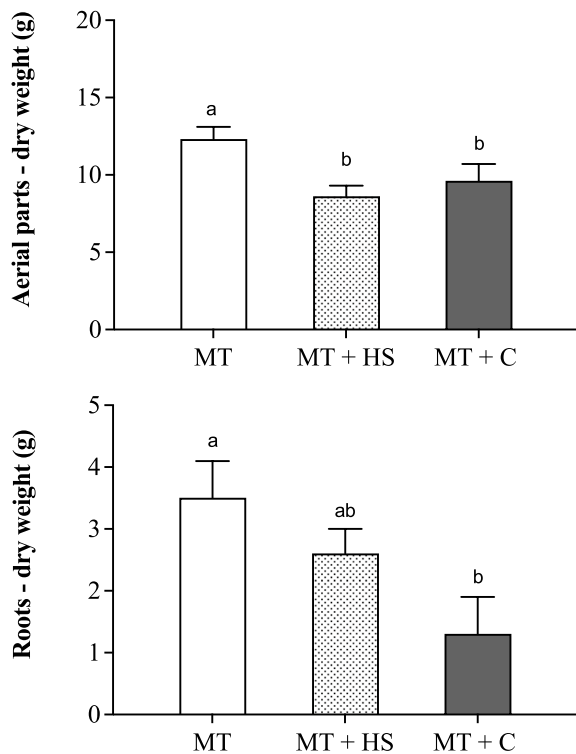 Aerial parts - dry weight (g)
20
15
10
5
0
a
b
b
MT
MT + HS
MT + C
Roots - dry weight (g)
5
4
3
2
1
0
a
ab
b
MT
MT + HS
MT + C